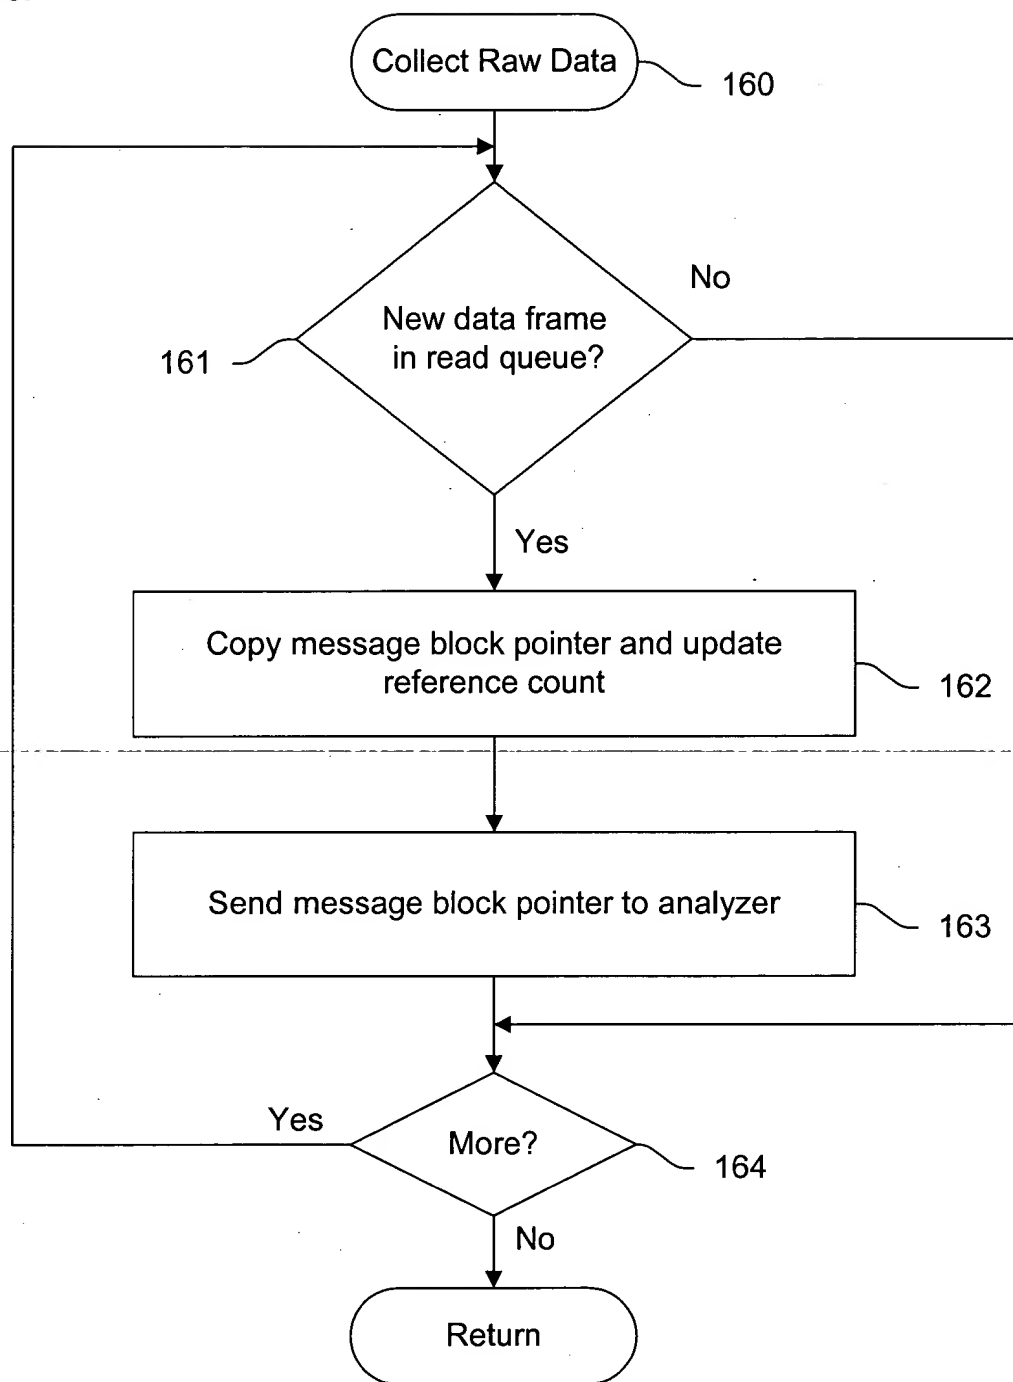 Collect Raw Data
160
No
New data frame
in read queue?
161
Yes
Copy message block pointer and update
reference count
162
Send message block pointer to analyzer
163
Yes
More?
164
No
Return